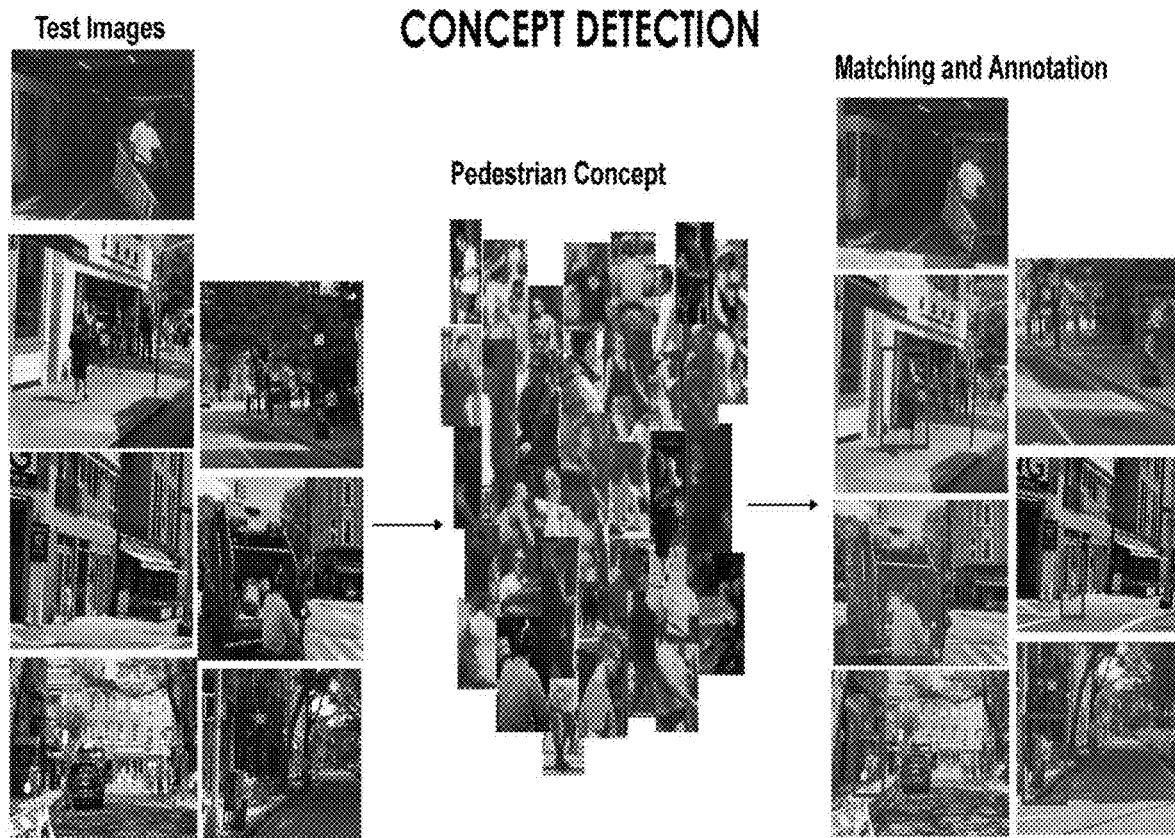 CONCEPT DETECTION
Test Images
Matching and Annotation
Pedestrian Concept